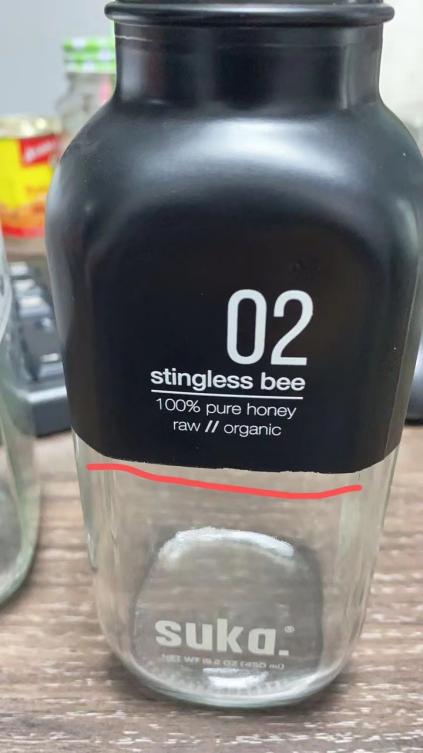 02
stingless bee
100% pure honey
raw // organic
suka.®